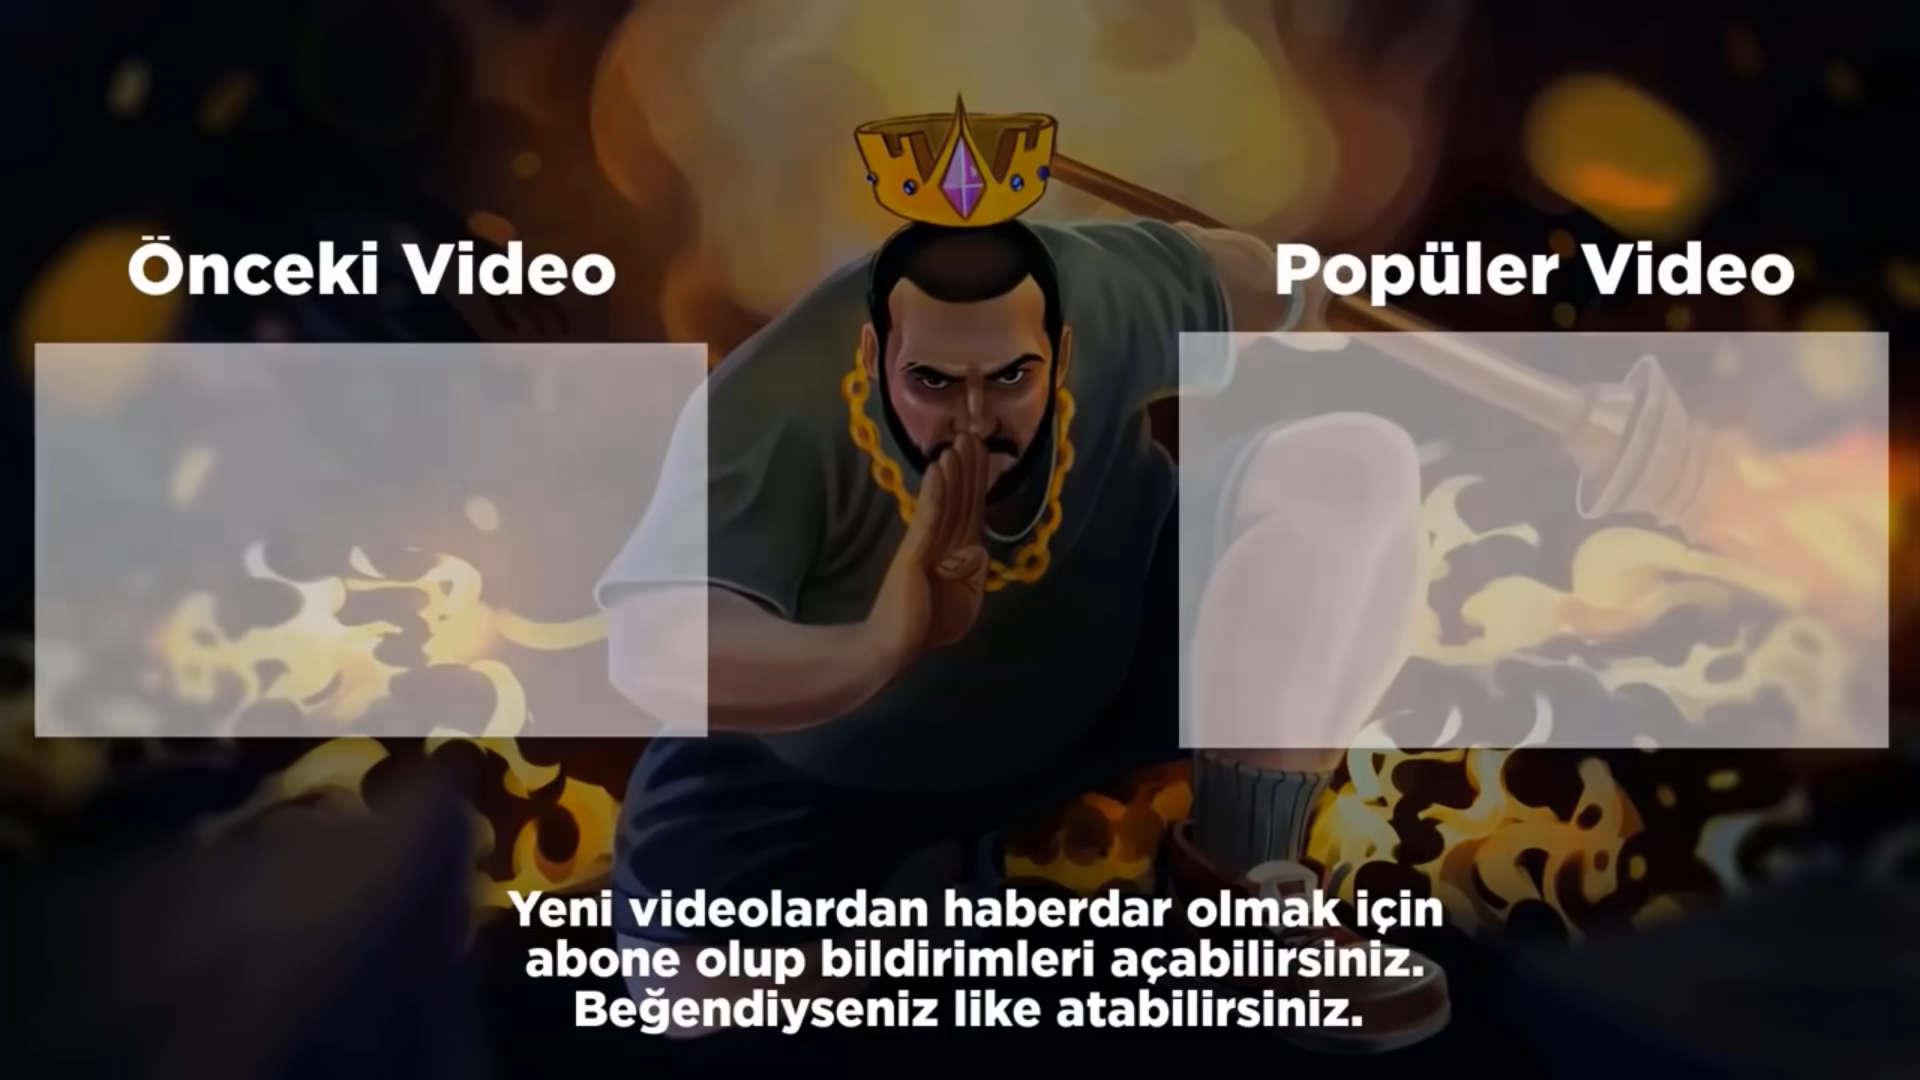 Önceki Video
Popüler Video
Yeni videolardan haberdar olmak için
abone olup bildirimleri açabilirsiniz.
Beğendiyseniz like atabilirsiniz.